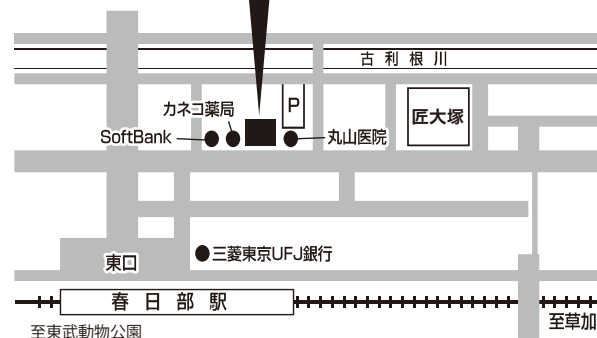 古利根川
カネコ薬局
P
匠大塚
SoftBank
丸山医院
三菱東京UFJ銀行
東口
春日部駅
至草加
至東武動物公園